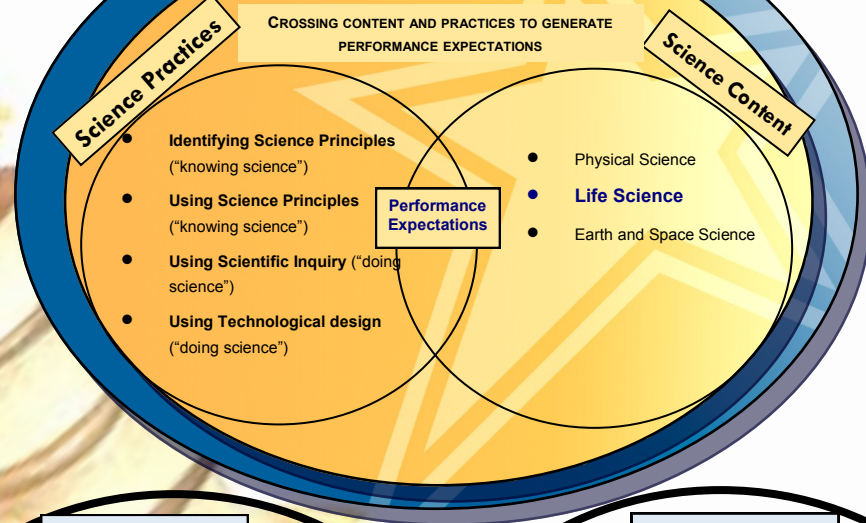 CROSSING CONTENT AND PRACTICES TO GENERATE
PERFORMANCE EXPECTATIONS
Science Practices
Science Content
• Identifying Science Principles
("knowing science")
• Using Science Principles
("knowing science")
• Using Scientific Inquiry ("doing
science")
• Using Technological design
("doing science")
Performance
Expectations
• Physical Science
• Life Science
• Earth and Space Science